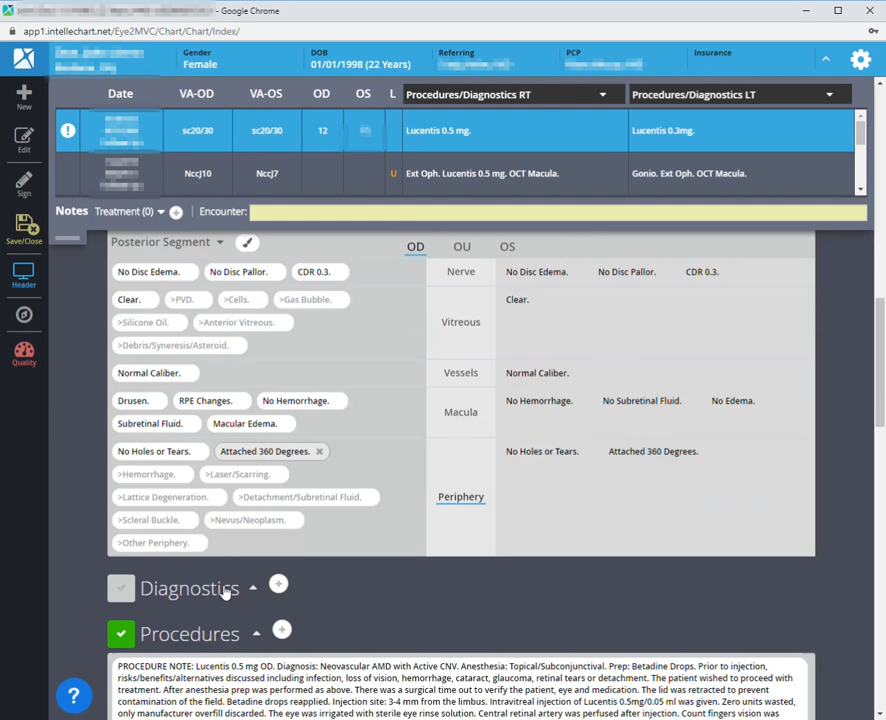 - Google Chrome
app1.intellechart.net/Eye2MVC/Chart/Chart/Index/
Gender
Female
DOB
01/01/1998 (22 Years)
Referring
PCP
Insurance
New
Edit
Sign
Save/Close
Header
Quality
Date VA-OD VA-OS OD OS L Procedures/Diagnostics RT Procedures/Diagnostics LT
sc20/30 sc20/30 12 Lucentis 0.5 mg. Lucentis 0.3mg.
NccJ10 NccJ7 U Ext Oph. Lucentis 0.5 mg. OCT Macula. Gonio. Ext Oph. OCT Macula.
Notes Treatment (0) Encounter:
Posterior Segment OD OU OS
No Disc Edema. No Disc Pallor. CDR 0.3. Nerve No Disc Edema. No Disc Pallor. CDR 0.3.
Clear. >PVD. >Cells. >Gas Bubble. Clear.
>Silicone Oil. >Anterior Vitreous. Vitreous
>Debris/Syneresis/Asteroid.
Normal Caliber. Vessels Normal Caliber.
Drusen. RPE Changes. No Hemorrhage. No Hemorrhage. No Subretinal Fluid. No Edema.
Macula
Subretinal Fluid. Macular Edema.
No Holes or Tears. Attached 360 Degrees. × No Holes or Tears. Attached 360 Degrees.
>Hemorrhage. >Laser/Scarring.
>Lattice Degeneration. >Detachment/Subretinal Fluid. Periphery
>Scleral Buckle. >Nevus/Neoplasm.
>Other Periphery.
Diagnostics
Procedures
PROCEDURE NOTE: Lucentis 0.5 mg OD. Diagnosis: Neovascular AMD with Active CNV. Anesthesia: Topical/Subconjunctival. Prep: Betadine Drops. Prior to injection,
risks/benefits/alternatives discussed including infection, loss of vision, hemorrhage, cataract, glaucoma, retinal tears or detachment. The patient wished to proceed with
treatment. After anesthesia prep was performed as above. There was a surgical time out to verify the patient, eye and medication. The lid was retracted to prevent
contamination of the field. Betadine drops reapplied. Injection site: 3-4 mm from the limbus. Intravitreal injection of Lucentis 0.5mg/0.05 ml was given. Zero units wasted,
only manufacturer overfill discarded. The eye was irrigated with sterile eye rinse solution. Central retinal artery was perfused after injection. Count fingers vision was
?